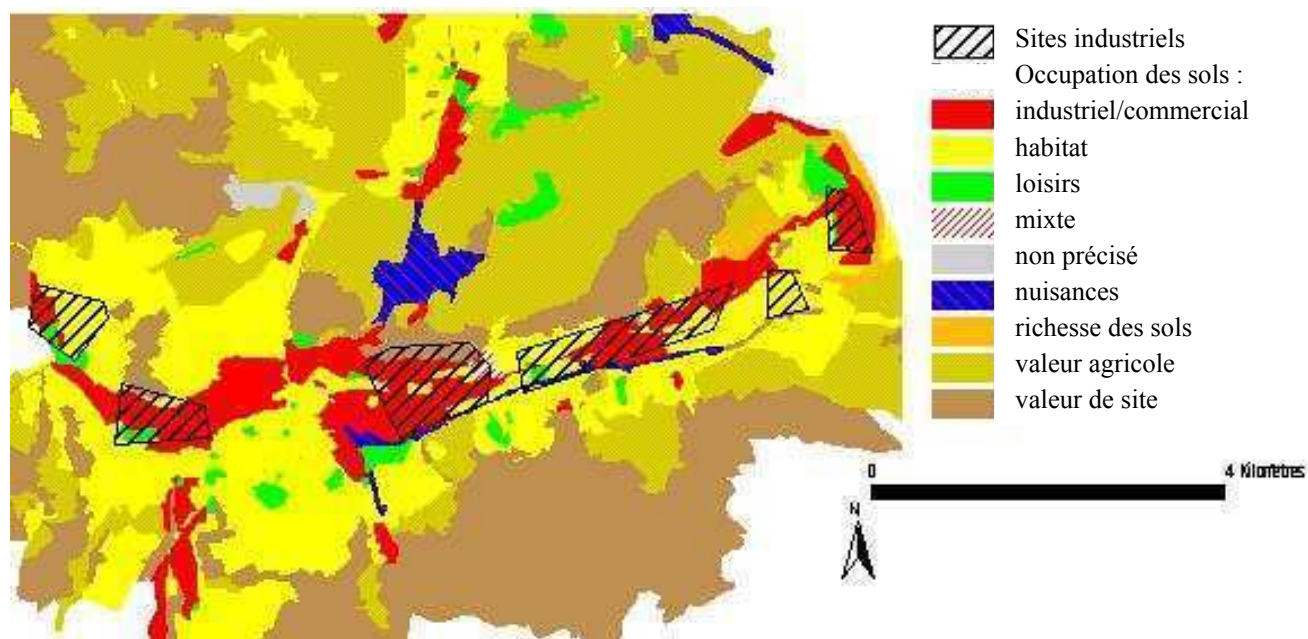 Sites industriels
Occupation des sols :
industriel/commercial
habitat
loisirs
mixte
non précisé
nuisances
richesse des sols
valeur agricole
valeur de site
0 4 Kilomètres
N